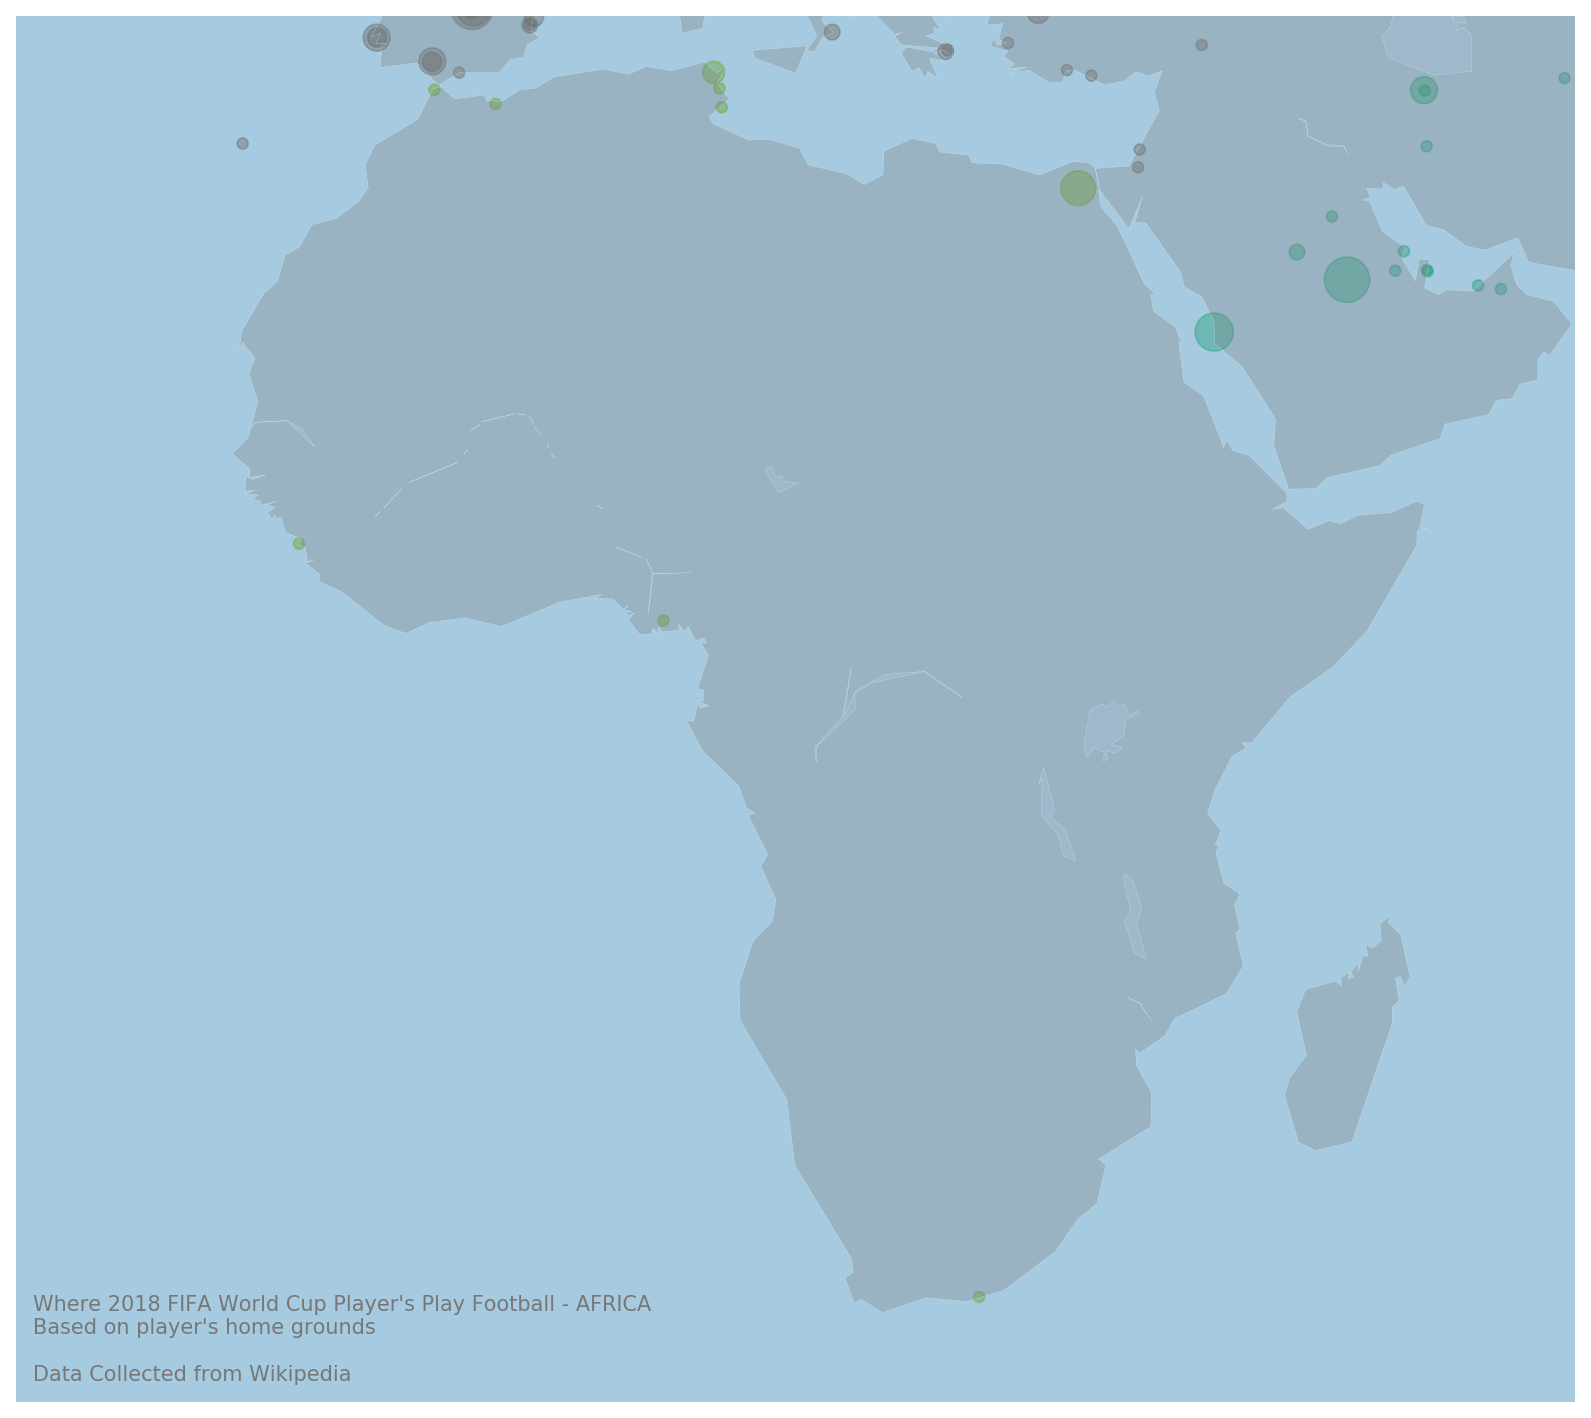 Where 2018 FIFA World Cup Player's Play Football - AFRICA
Based on player's home grounds
Data Collected from Wikipedia